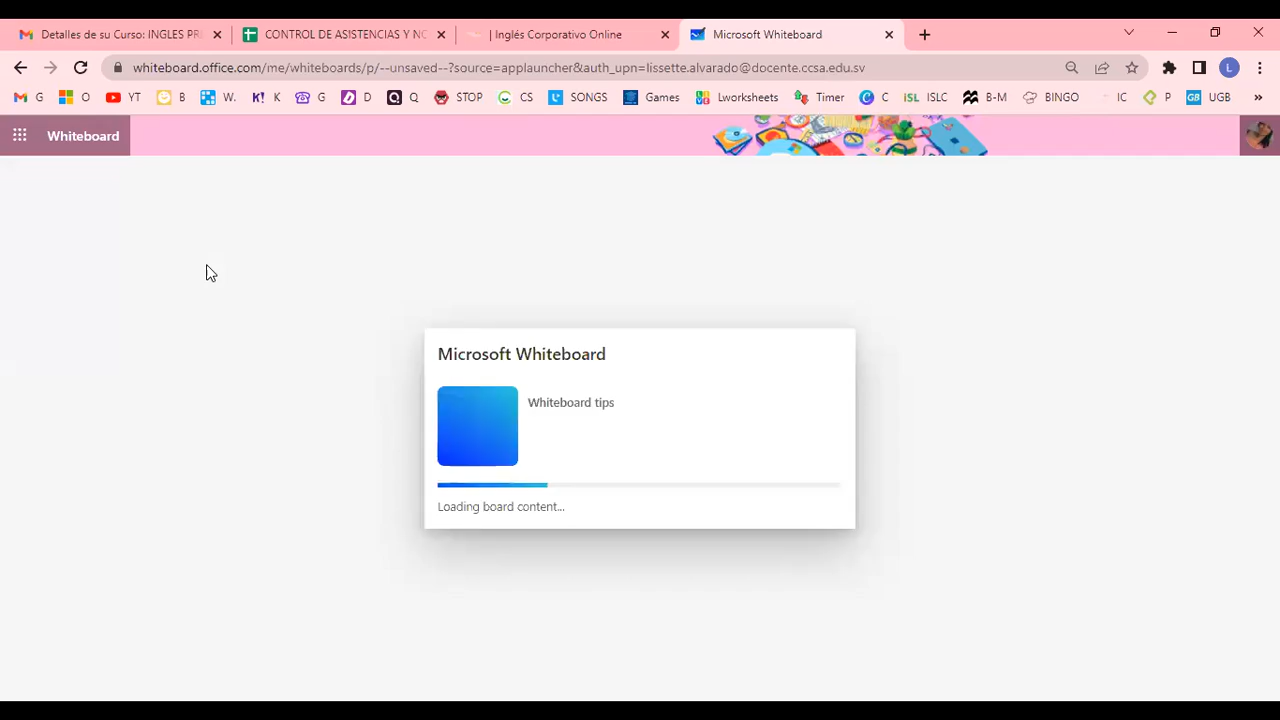 Detalles de su Curso: INGLES PR
CONTROL DE ASISTENCIAS Y NO
| Inglés Corporativo Online
Microsoft Whiteboard
whiteboard.office.com/me/whiteboards/p/--unsaved--?source=applauncher&auth_upn=lissette.alvarado@docente.ccsa.edu.sv
L
G
O
YT
B
W.
K! K
G
D
Q
STOP
CS
SONGS
Games
Lworksheets
Timer
C
iSL ISLC
B-M
BINGO
IC
P
GB UGB
»
Whiteboard
Microsoft Whiteboard
Whiteboard tips
Loading board content...